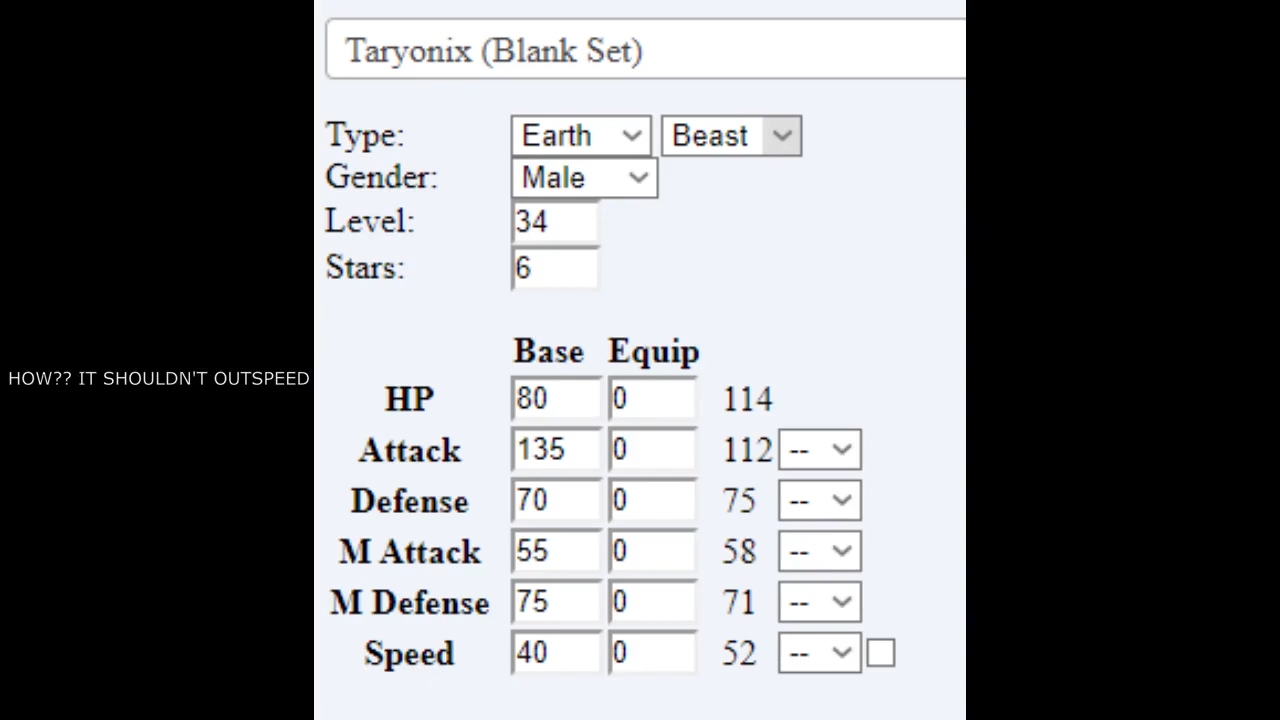 Taryonix (Blank Set)
Type: Earth Beast
Gender: Male
Level: 34
Stars: 6
Base Equip
HOW?? IT SHOULDN'T OUTSPEED
HP 80 0 114
Attack 135 0 112 --
Defense 70 0 75 --
M Attack 55 0 58 --
M Defense 75 0 71 --
Speed 40 0 52 --